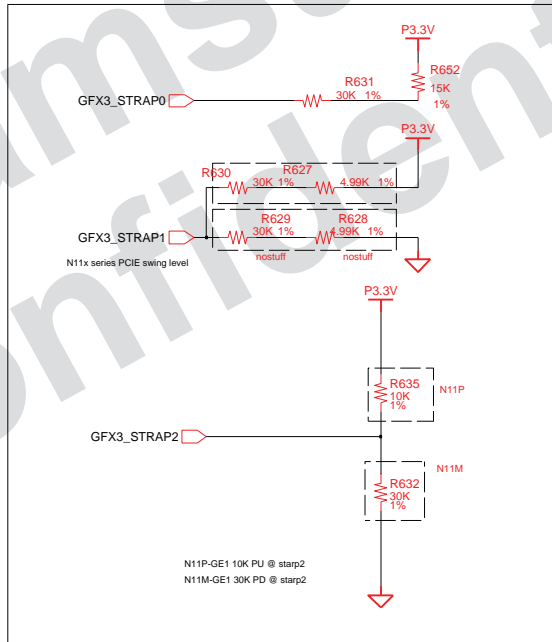 P3.3V
R631
R652
30K 1%
15K
1%
GFX3_STRAP0
P3.3V
R630
R627
30K 1%
4.99K 1%
R629
R628
30K 1%
4.99K 1%
GFX3_STRAP1
nostuff
nostuff
N11x series PCIE swing level
P3.3V
R635
10K
1%
N11P
GFX3_STRAP2
N11M
R632
30K
1%
N11P-GE1 10K PU @ starp2
N11M-GE1 30K PD @ starp2